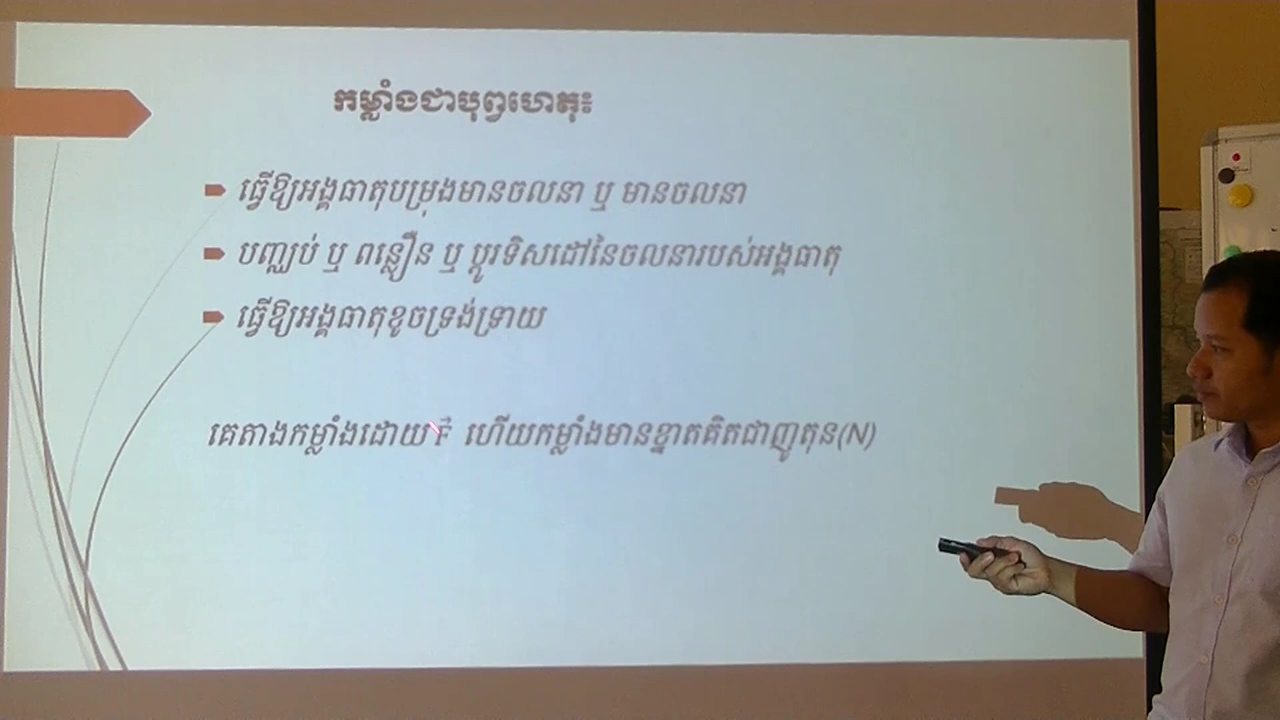 កម្លាំងជាបុព្វហេតុ៖
ធ្វើឱ្យអង្គធាតុបម្រុងមានចលនា ឬ មានចលនា
បញ្ឈប់ ឬ ពន្លឿន ឬ ប្តូរទិសដៅនៃចលនារបស់អង្គធាតុ
ធ្វើឱ្យអង្គធាតុខូចទ្រង់ទ្រាយ
គេតាងកម្លាំងដោយ F ហើយកម្លាំងមានខ្នាតគិតជាញូតុន(N)